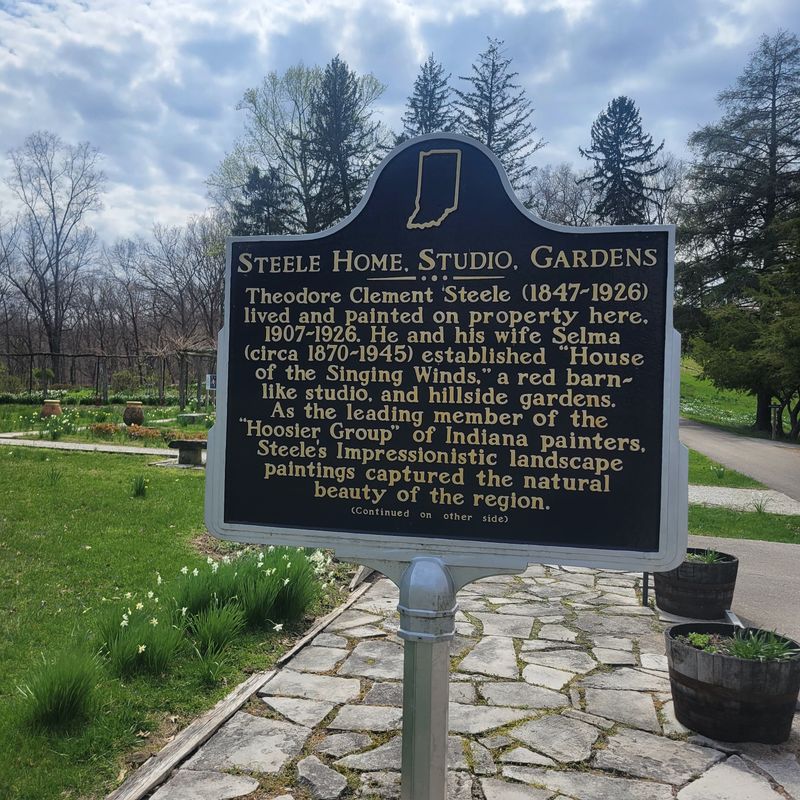 STEELE HOME, STUDIO, GARDENS
Theodore Clement Steele (1847-1926)
lived and painted on property here,
1907-1926. He and his wife Selma
(circa 1870-1945) established "House
of the Singing Winds," a red barn-
like studio, and hillside gardens.
As the leading member of the
"Hoosier Group" of Indiana painters,
Steele's Impressionistic landscape
paintings captured the natural
beauty of the region.
(Continued on other side)